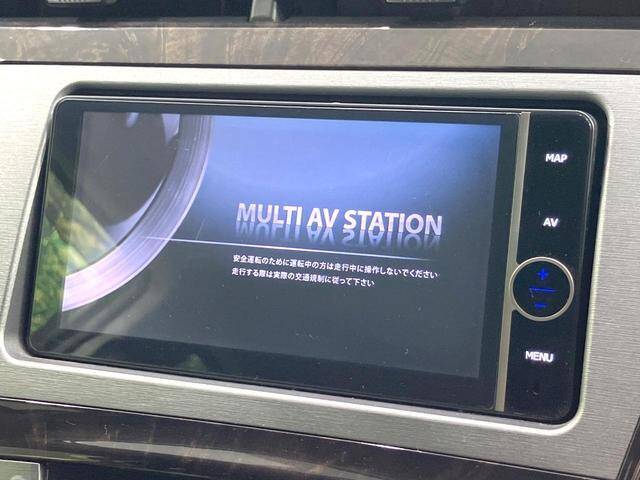 MULTI AV STATION
安全運転のために運転中の方は走行中に操作しないでください
走行する際は実際の交通規制に従って下さい
MAP
AV
+
-
MENU